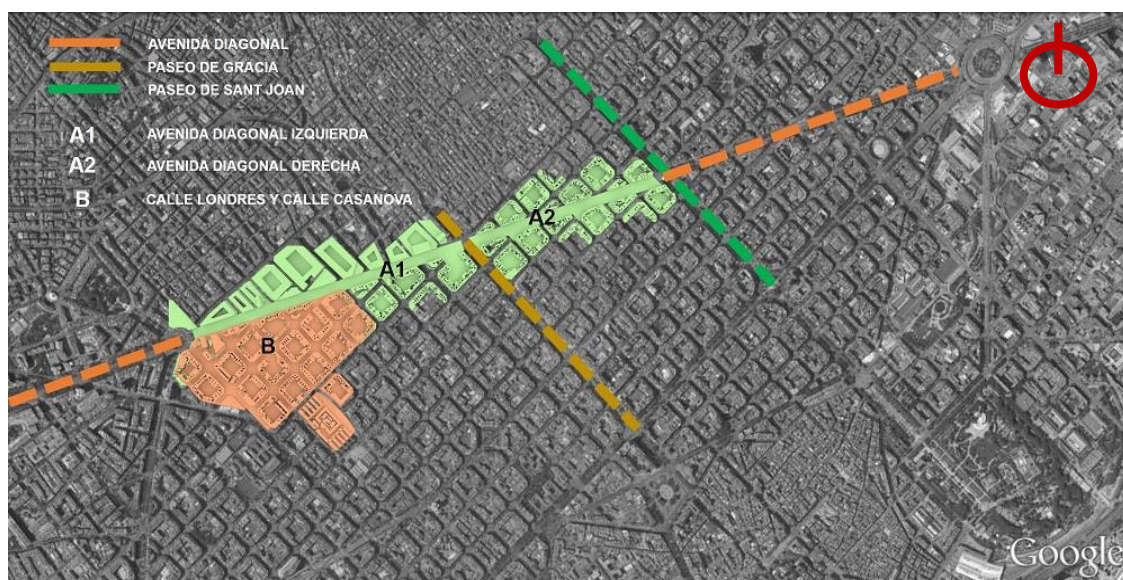 AVENIDA DIAGONAL
PASEO DE GRACIA
PASEO DE SANT JOAN
A1 AVENIDA DIAGONAL IZQUIERDA
A2 AVENIDA DIAGONAL DERECHA
B CALLE LONDRES Y CALLE CASANOVA
A2
A1
B
Google